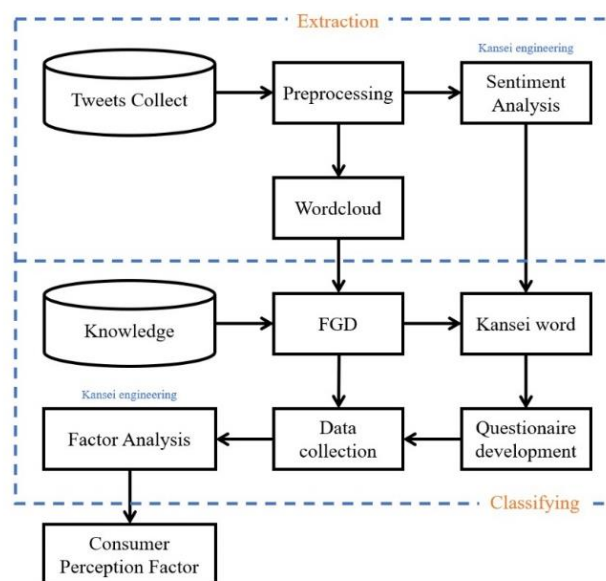 Extraction
Kansei engineering
Tweets Collect
Preprocessing
Sentiment
Analysis
Wordcloud
Knowledge
FGD
Kansei word
Kansei engineering
Factor Analysis
Data
collection
Questionaire
development
Classifying
Consumer
Perception Factor